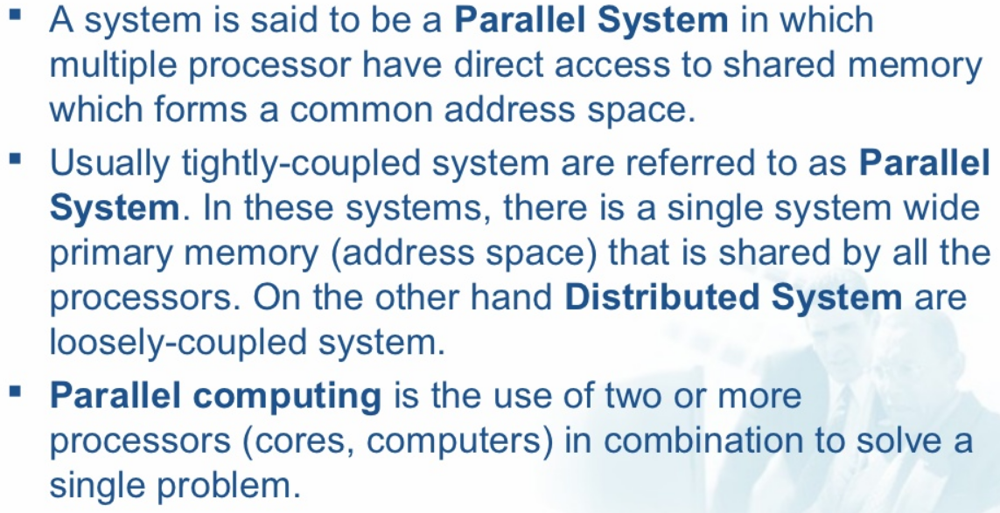 ▪ A system is said to be a Parallel System in which
multiple processor have direct access to shared memory
which forms a common address space.
▪ Usually tightly-coupled system are referred to as Parallel
System. In these systems, there is a single system wide
primary memory (address space) that is shared by all the
processors. On the other hand Distributed System are
loosely-coupled system.
▪ Parallel computing is the use of two or more
processors (cores, computers) in combination to solve a
single problem.